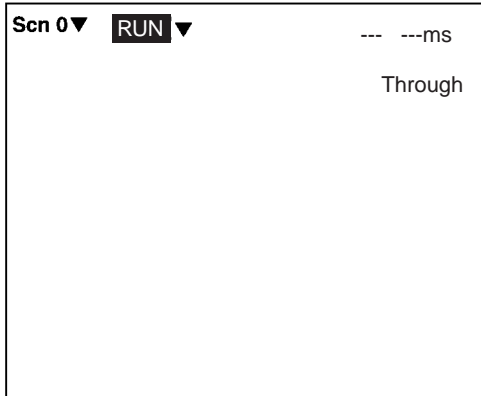 Scn 0▼ RUN ▼ --- ---ms
Through